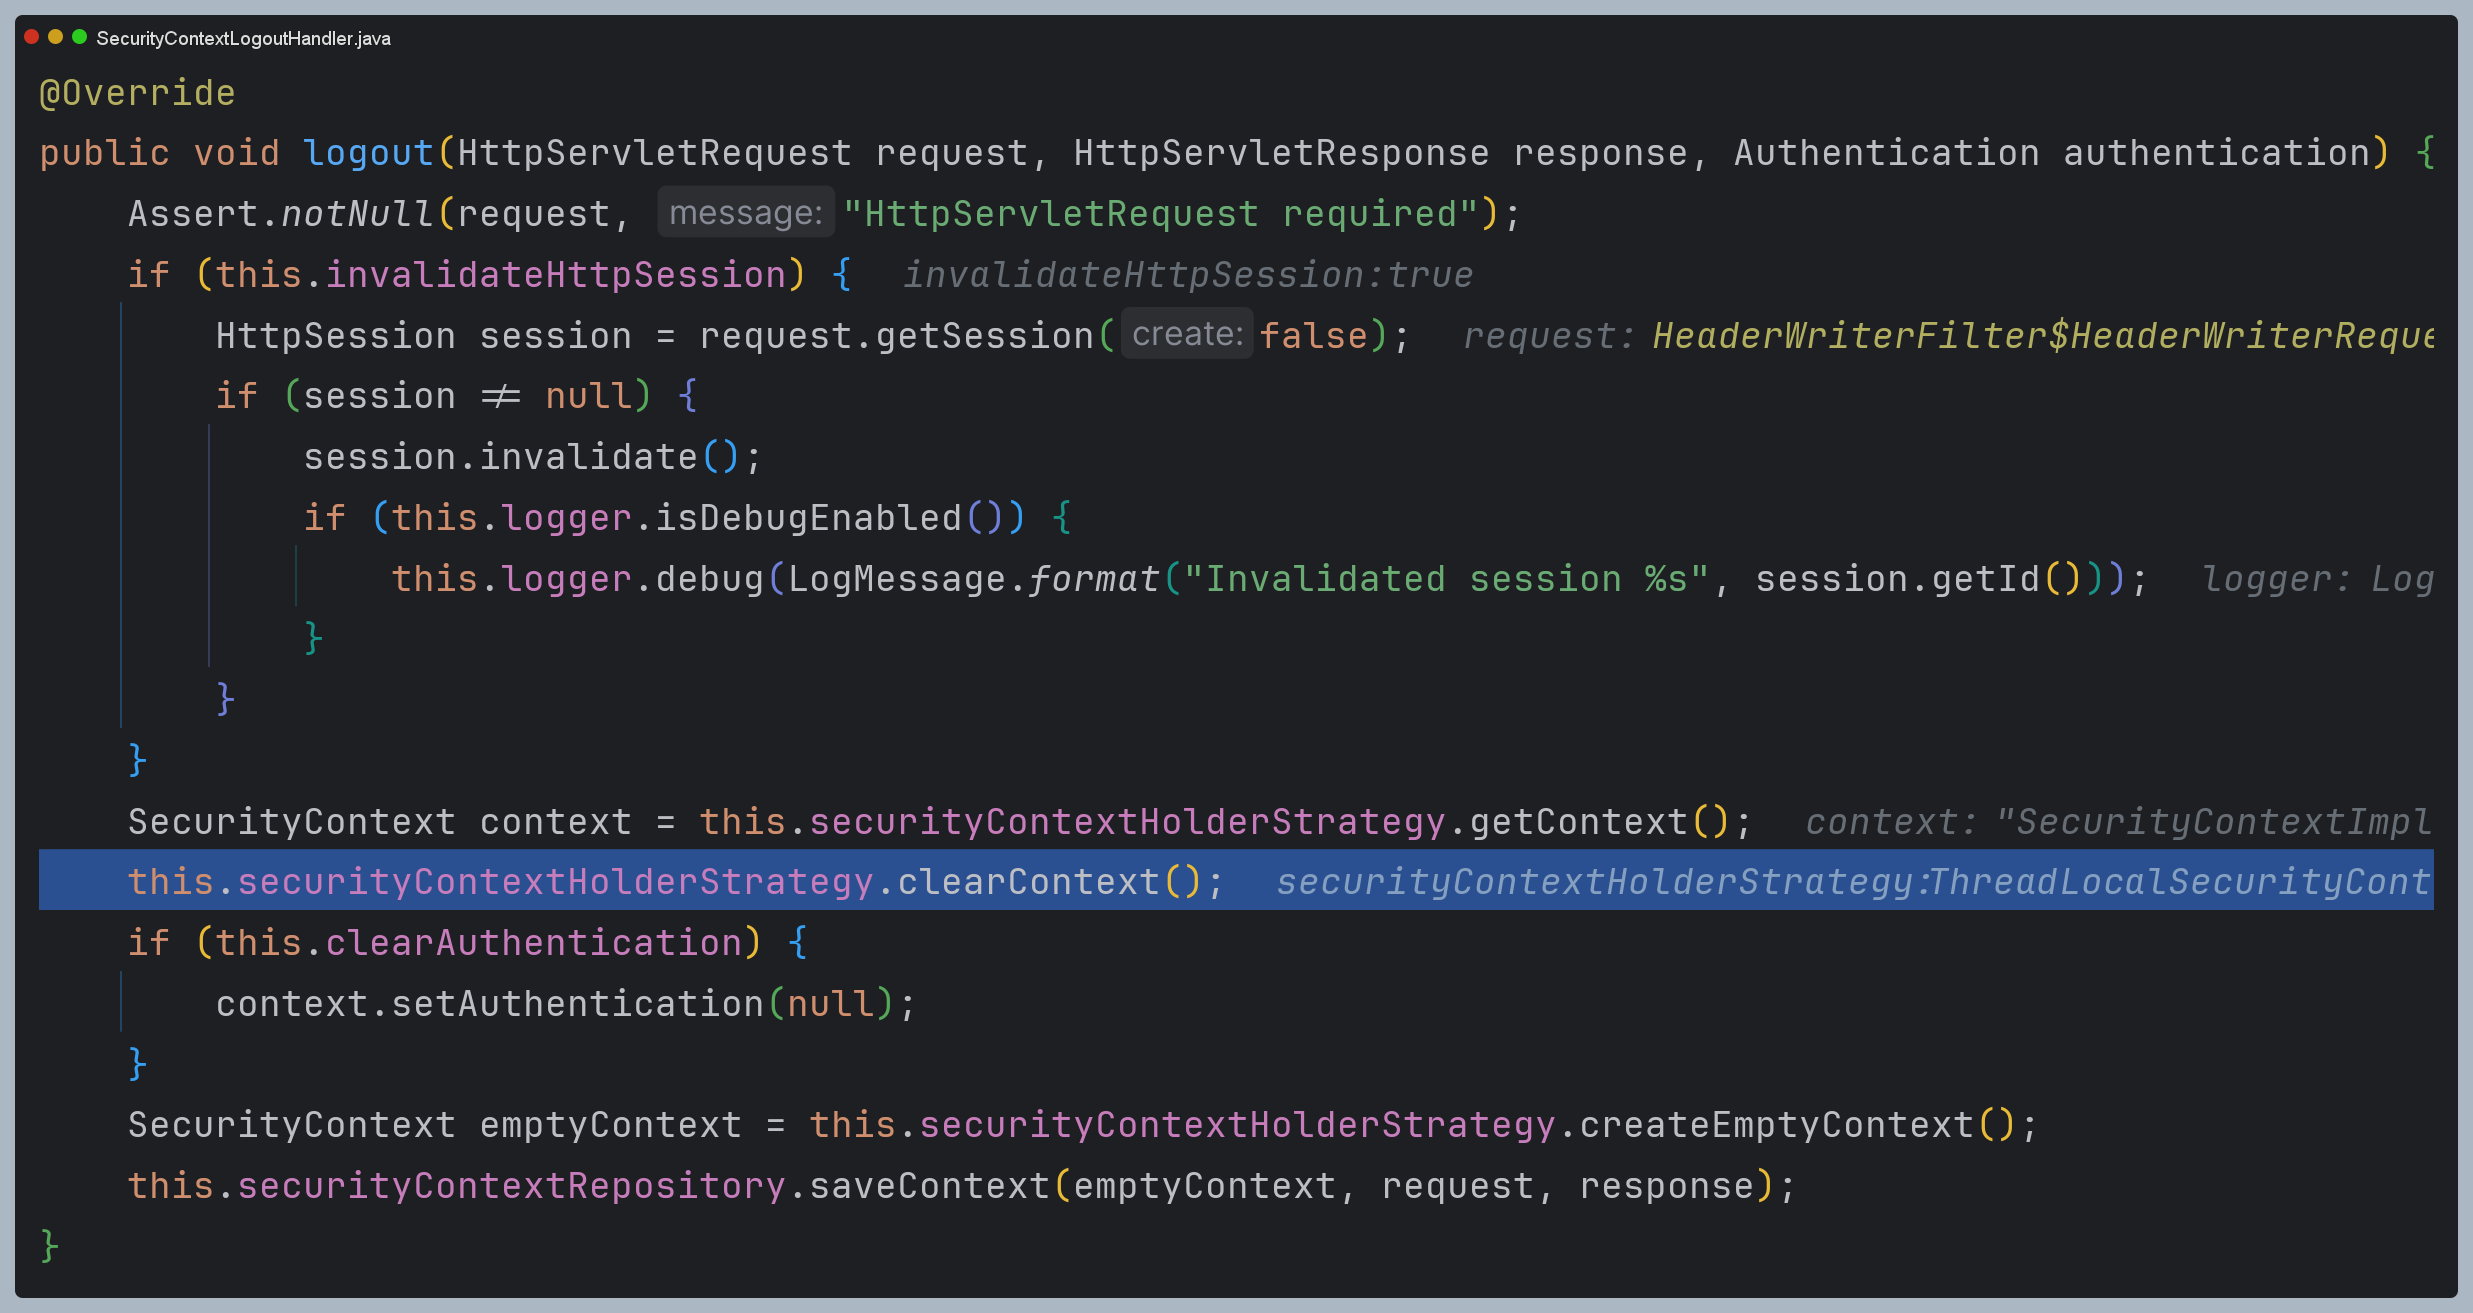 SecurityContextLogoutHandler.java
@Override
public void logout(HttpServletRequest request, HttpServletResponse response, Authentication authentication) {
Assert.notNull(request, message: "HttpServletRequest required");
if (this.invalidateHttpSession) { invalidateHttpSession:true
HttpSession session = request.getSession( create: false); request: HeaderWriterFilter$HeaderWriterReque
if (session ≠ null) {
session.invalidate();
if (this.logger.isDebugEnabled()) {
this.logger.debug(LogMessage.format("Invalidated session %s", session.getId())); logger: Log
}
}
}
SecurityContext context = this.securityContextHolderStrategy.getContext(); context: "SecurityContextImpl
this.securityContextHolderStrategy.clearContext(); securityContextHolderStrategy:ThreadLocalSecurityCont
if (this.clearAuthentication) {
context.setAuthentication(null);
}
SecurityContext emptyContext = this.securityContextHolderStrategy.createEmptyContext();
this.securityContextRepository.saveContext(emptyContext, request, response);
}